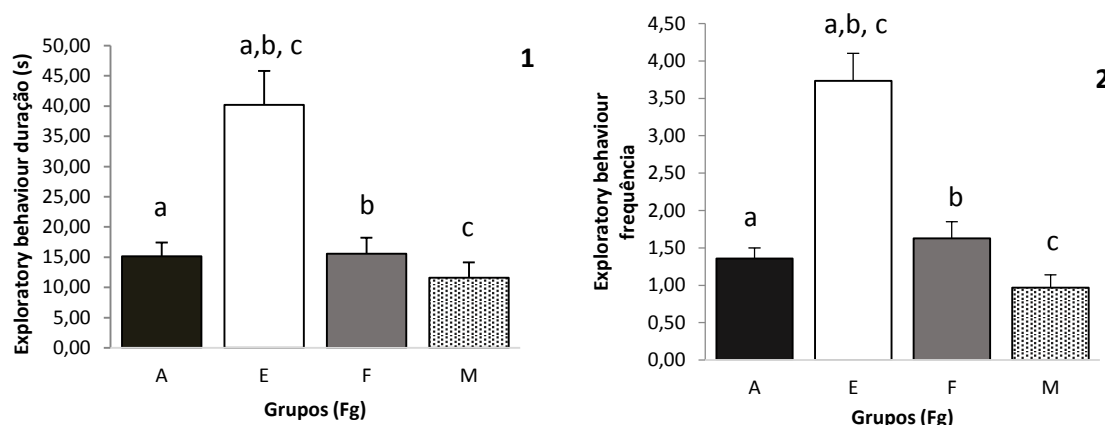 Exploratory behaviour duração (s)
50,00
45,00
40,00
35,00
30,00
25,00
20,00
15,00
10,00
5,00
0,00
1
a
a,b, c
b
c
A E F M
Grupos (Fg)
Exploratory behaviour
frequência
4,50
4,00
3,50
3,00
2,50
2,00
1,50
1,00
0,50
0,00
2
a
a,b, c
b
c
A E F M
Grupos (Fg)